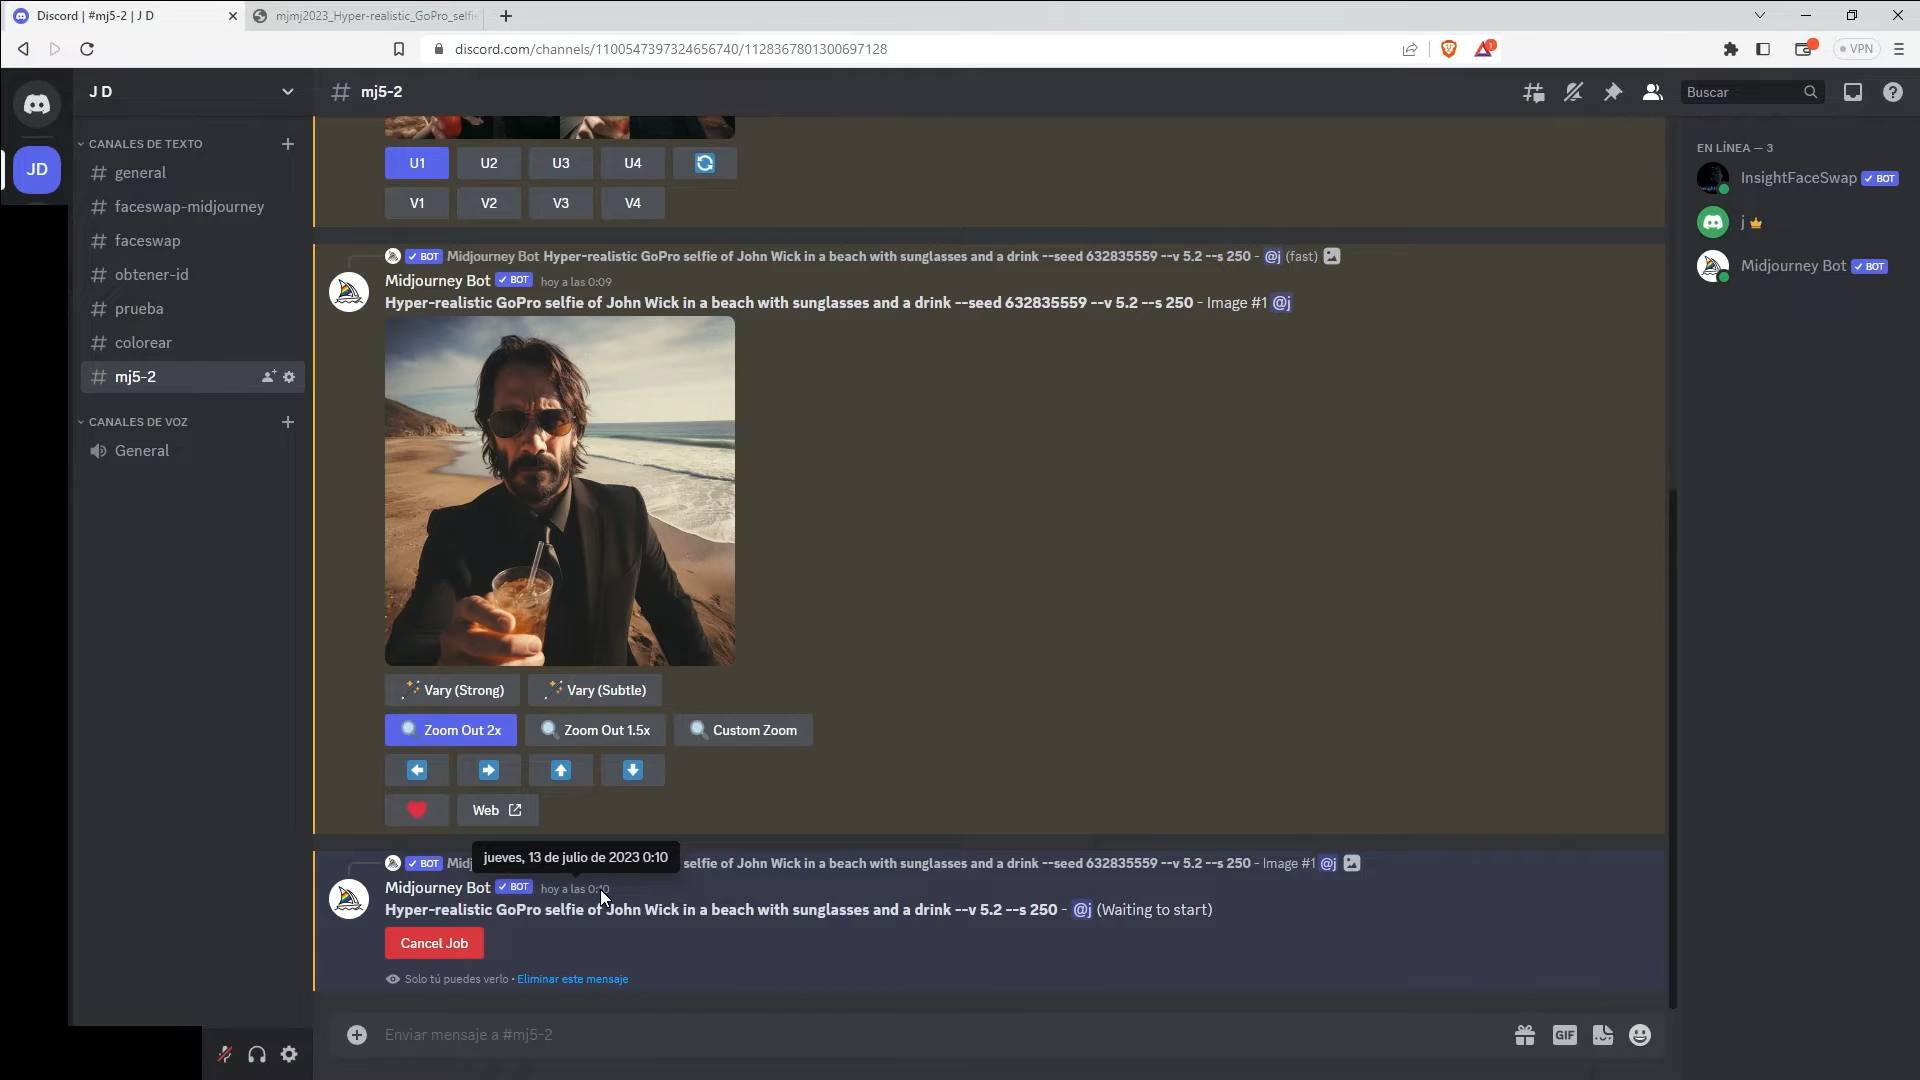 Discord | #mj5-2 | J D
mjmj2023_Hyper-realistic_GoPro_selfie
discord.com/channels/1100547397324656740/1128367801300697128
1
VPN
J D
mj5-2
Buscar
JD
CANALES DE TEXTO
general
faceswap-midjourney
faceswap
obtener-id
prueba
colorear
mj5-2
CANALES DE VOZ
General
U1 U2 U3 U4
V1 V2 V3 V4
BOT Midjourney Bot Hyper-realistic GoPro selfie of John Wick in a beach with sunglasses and a drink --seed 632835559 --v 5.2 --s 250 - @j (fast)
Midjourney Bot BOT hoy a las 0:09
Hyper-realistic GoPro selfie of John Wick in a beach with sunglasses and a drink --seed 632835559 --v 5.2 --s 250 - Image #1 @j
Vary (Strong) Vary (Subtle)
Zoom Out 2x Zoom Out 1.5x Custom Zoom
Web
jueves, 13 de julio de 2023 0:10
BOT Midj selfie of John Wick in a beach with sunglasses and a drink --seed 632835559 --v 5.2 --s 250 - Image #1 @j
Midjourney Bot BOT hoy a las 0:10
Hyper-realistic GoPro selfie of John Wick in a beach with sunglasses and a drink --v 5.2 --s 250 - @j (Waiting to start)
Cancel Job
Solo tú puedes verlo • Eliminar este mensaje
Enviar mensaje a #mj5-2
GIF
EN LÍNEA — 3
InsightFaceSwap BOT
j
Midjourney Bot BOT